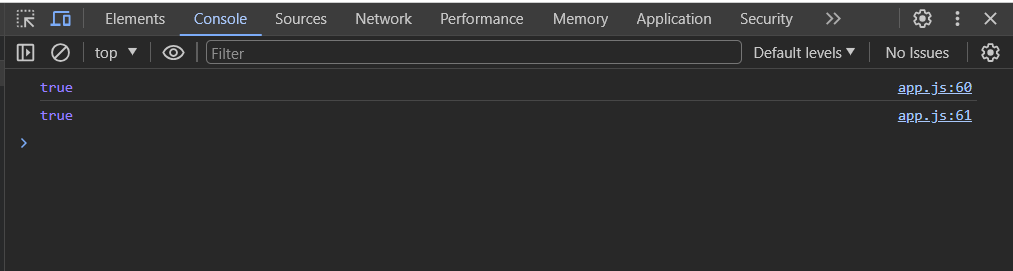 Elements Console Sources Network Performance Memory Application Security
top Filter Default levels No Issues
true app.js:60
true app.js:61